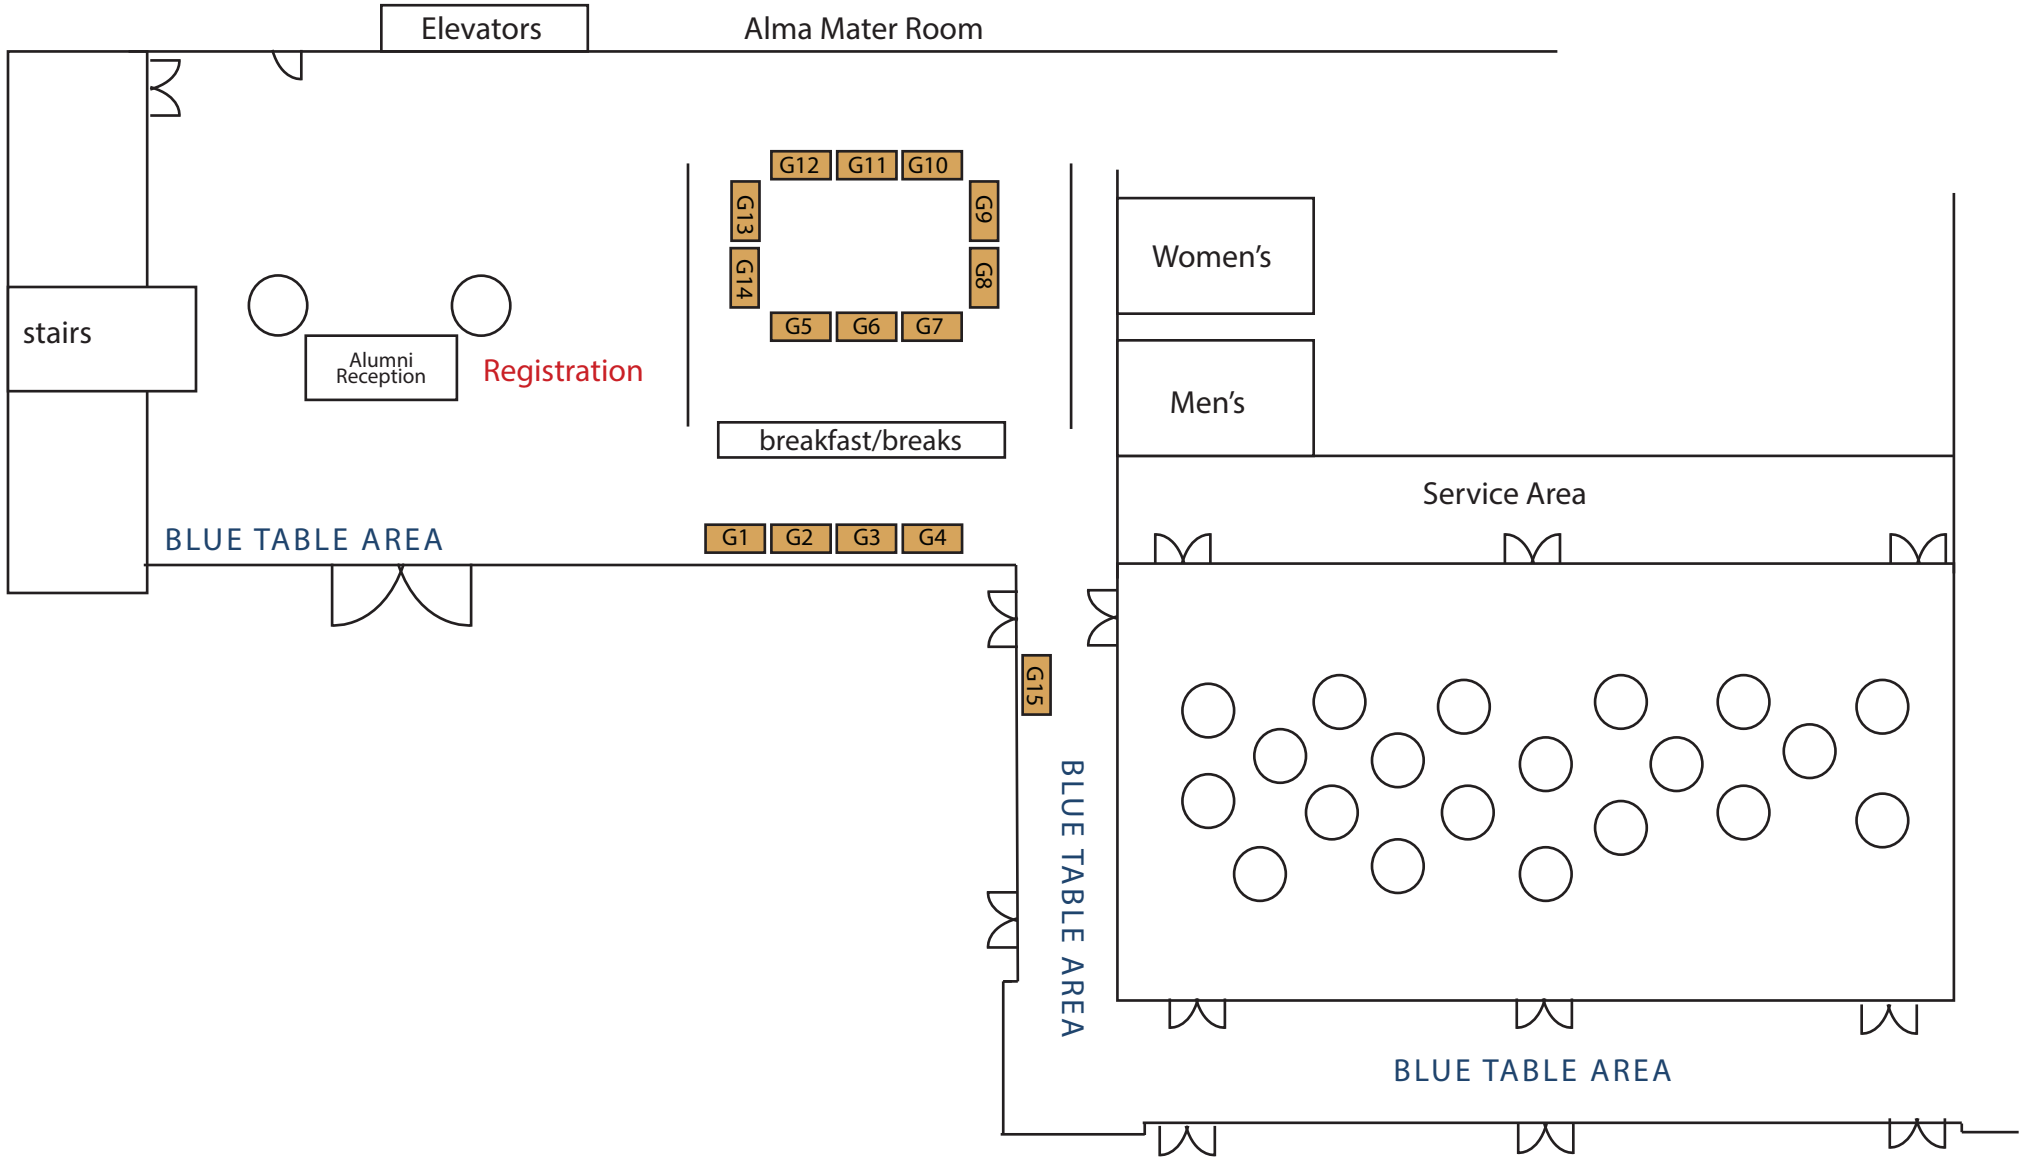 Elevators
Alma Mater Room
G12
G11
G10
G13
G9
G14
G8
G5
G6
G7
Women's
stairs
Alumni
Reception
Registration
Men's
breakfast/breaks
Service Area
BLUE TABLE AREA
G1
G2
G3
G4
G15
BLUE TABLE AREA
BLUE TABLE AREA